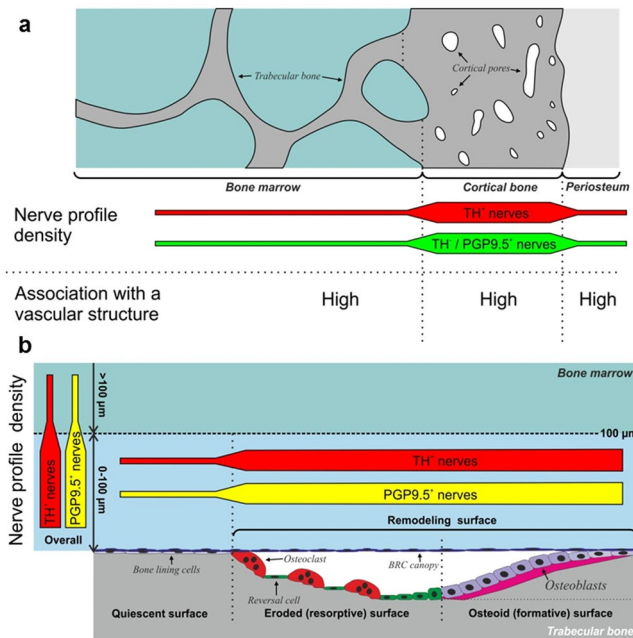 a
Trabecular bone
Cortical pores
Bone marrow
Cortical bone
Periosteum
Nerve profile
density
TH⁺ nerves
TH⁻ / PGP9.5⁺ nerves
Association with a
vascular structure
High
High
High
b
Nerve profile density
>100 µm
0-100 µm
TH⁺ nerves
PGP9.5⁺ nerves
Overall
Bone marrow
100 µm
TH⁺ nerves
PGP9.5⁺ nerves
Remodeling surface
Bone lining cells
Osteoclast
Reversal cell
BRC canopy
Osteoblasts
Quiescent surface
Eroded (resorptive) surface
Osteoid (formative) surface
Trabecular bone